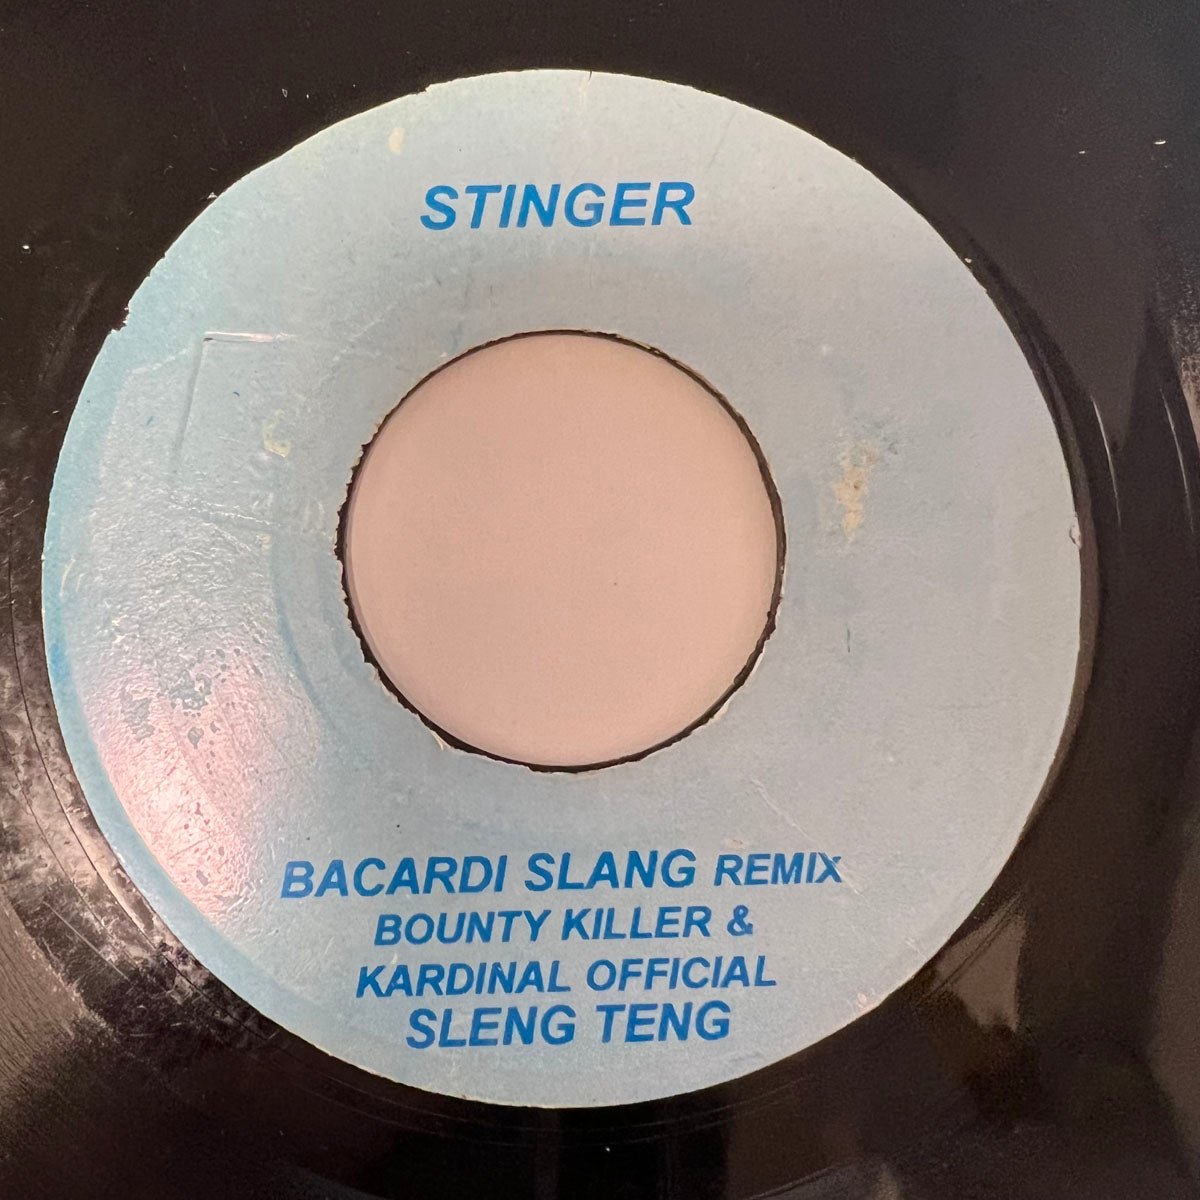 STINGER
BACARDI SLANG REMIX
BOUNTY KILLER &
KARDINAL OFFICIAL
SLENG TENG